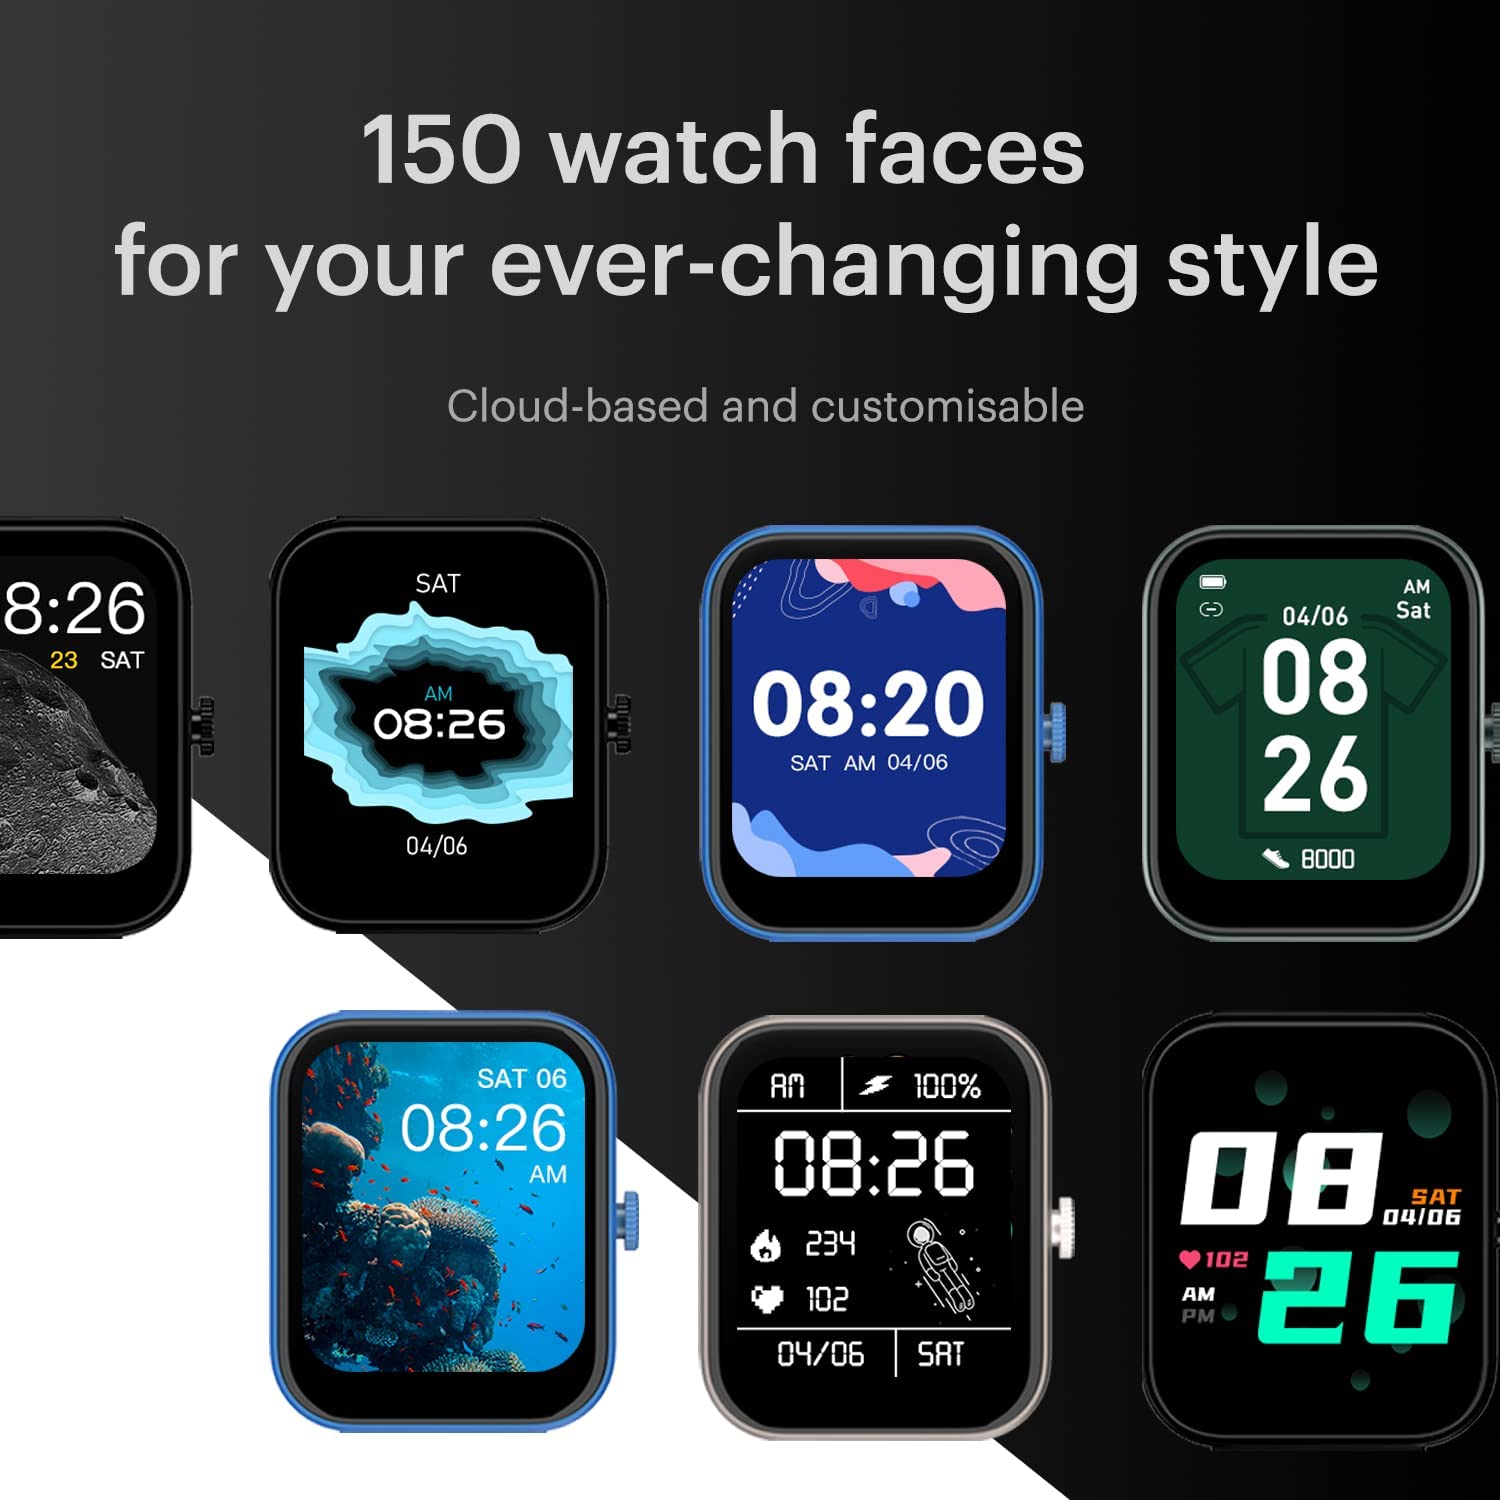 150 watch faces
for your ever-changing style
Cloud-based and customisable
8:26
23 SAT
SAT
AM
08:26
04/06
08:20
SAT AM 04/06
AM
Sat
04/06
08
26
8000
SAT 06
08:26
AM
AM 100%
08:26
234
102
04/06 SAT
08
SAT
04/06
102
AM
PM
26